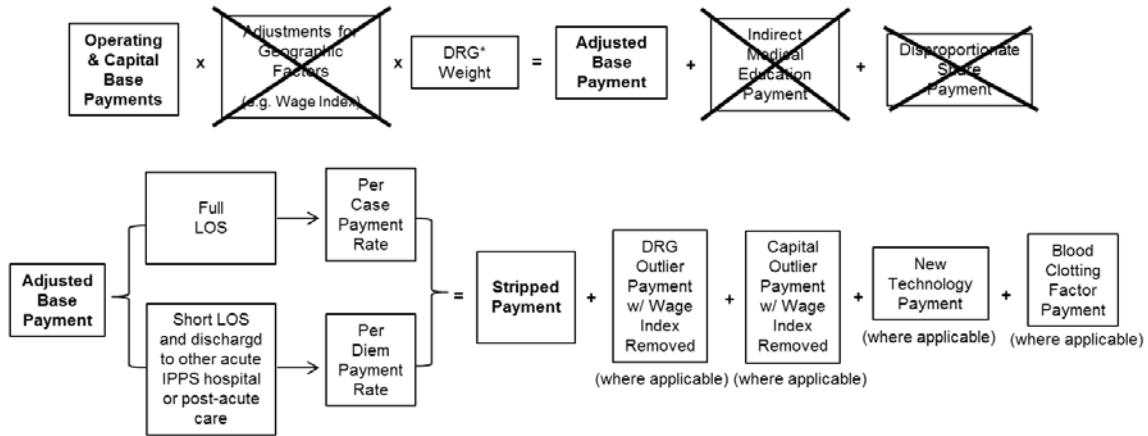 Operating
& Capital
Base
Payments
x
Adjustments for
Geographic
Factors
(e.g. Wage Index)
x
DRG*
Weight
=
Adjusted
Base
Payment
+
Indirect
Medical
Education
Payment
+
Disproportionate
Share
Payment
Adjusted
Base
Payment
Full
LOS
Per
Case
Payment
Rate
Short LOS
and dischargd
to other acute
IPPS hospital
or post-acute
care
Per
Diem
Payment
Rate
=
Stripped
Payment
+
DRG
Outlier
Payment
w/ Wage
Index
Removed
(where applicable)
+
Capital
Outlier
Payment
w/ Wage
Index
Removed
(where applicable)
+
New
Technology
Payment
(where applicable)
+
Blood
Clotting
Factor
Payment
(where applicable)